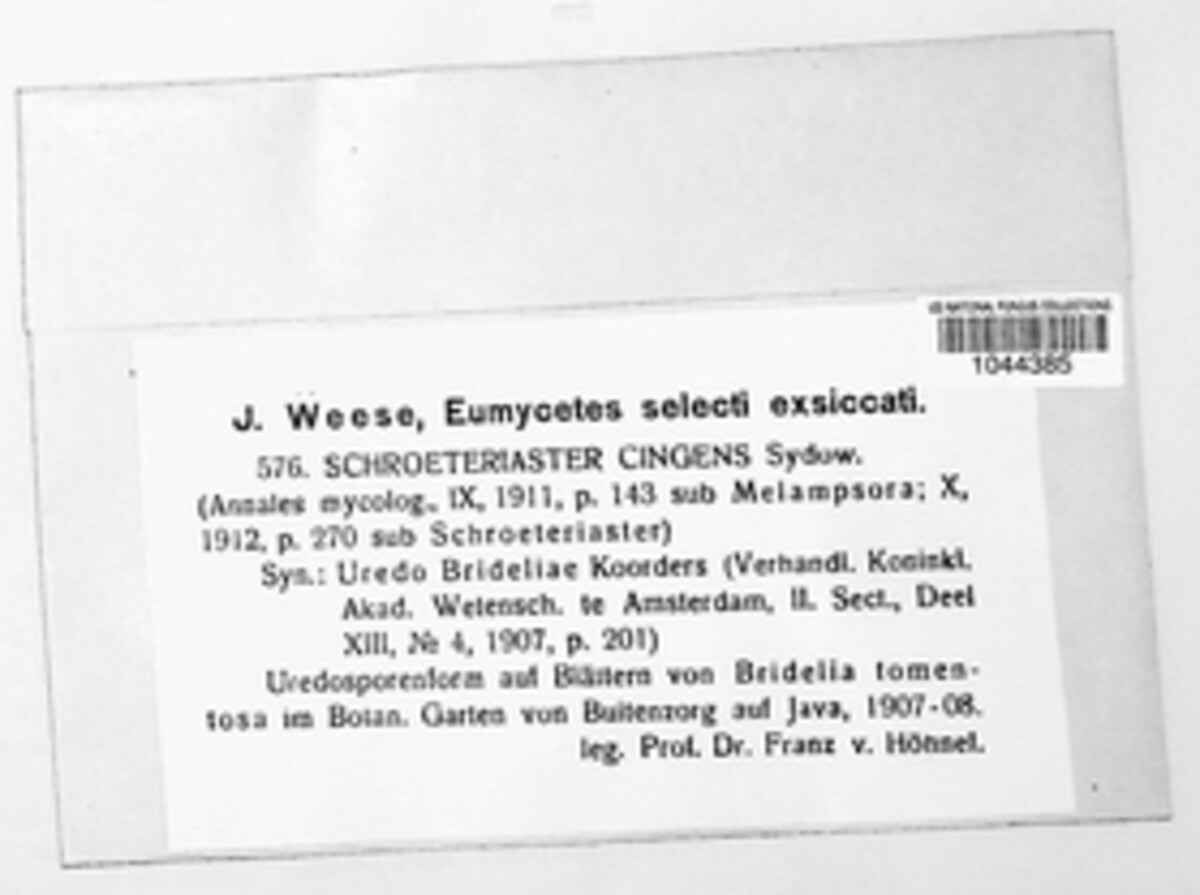 US NATIONAL FUNGUS COLLECTIONS
1044385
J. Weese, Eumycetes selecti exsiccati.
576. SCHROETERIASTER CINGENS Sydow.
(Annales mycolog., IX, 1911, p. 143 sub Melampsora; X,
1912, p. 270 sub Schroeteriaster)
Syn.: Uredo Brideliae Koorders (Verhandl. Koninkl.
Akad. Wetensch. te Amsterdam, II. Sect., Deel
XIII, № 4, 1907, p. 201)
Uredosporenform auf Blättern von Bridelia tomen-
tosa im Botan. Garten von Buitenzorg auf Java, 1907-08.
leg. Prof. Dr. Franz v. Höhnel.